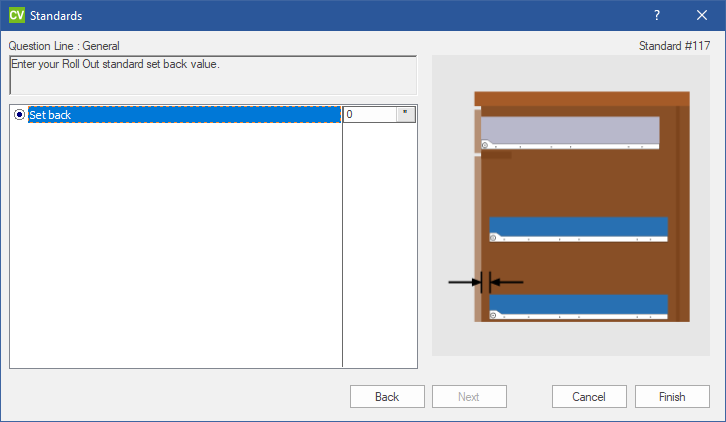 CV Standards
Question Line : General
Standard #117
Enter your Roll Out standard set back value.
Set back
0 "
Back
Next
Cancel
Finish